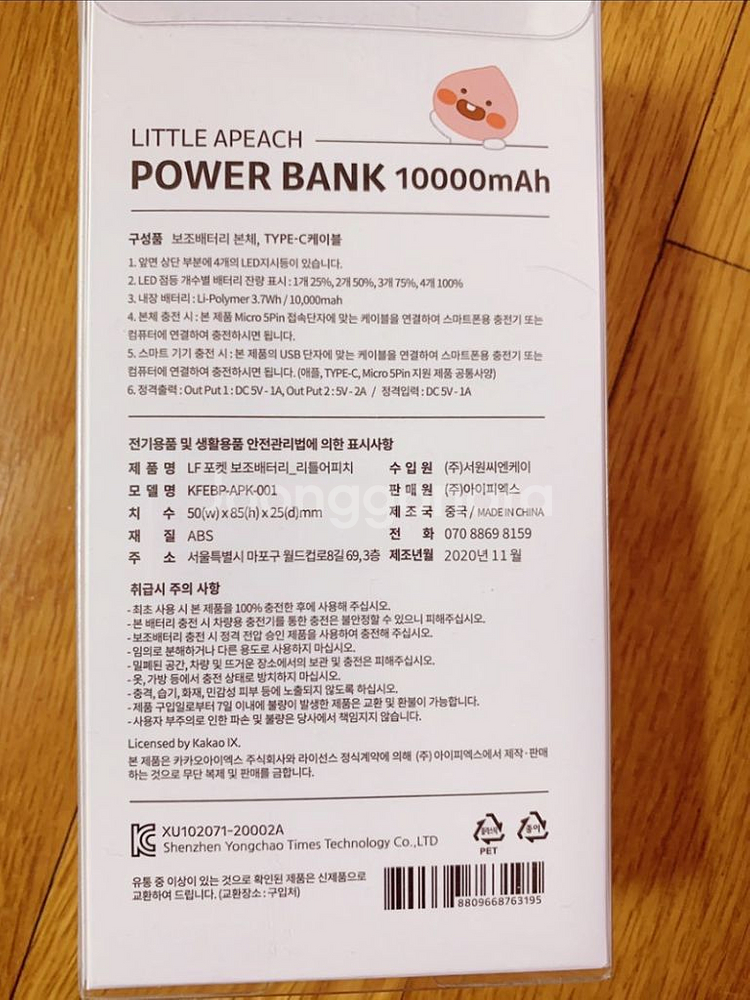 LITTLE APEACH
POWER BANK 10000mAh
구성품 보조배터리 본체, TYPE-C케이블
1. 앞면 상단 부분에 4개의 LED지시등이 있습니다.
2. LED 점등 개수별 배터리 잔량 표시 : 1개 25%, 2개 50%, 3개 75%, 4개 100%
3. 내장 배터리 : Li-Polymer 3.7Wh / 10,000mah
4. 본체 충전 시 : 본 제품 Micro 5Pin 접속단자에 맞는 케이블을 연결하여 스마트폰용 충전기 또는
컴퓨터에 연결하여 충전하시면 됩니다.
5. 스마트 기기 충전 시 : 본 제품의 USB 단자에 맞는 케이블을 연결하여 스마트폰용 충전기 또는
컴퓨터에 연결하여 충전하시면 됩니다. (애플, TYPE-C, Micro 5Pin 지원 제품 공통사양)
6. 정격출력 : Out Put 1 : DC 5V - 1A, Out Put 2 : 5V - 2A / 정격입력 : DC 5V - 1A
전기용품 및 생활용품 안전관리법에 의한 표시사항
제 품 명 LF 포켓 보조배터리_리틀어피치 수 입 원 (주)서원씨엔케이
모 델 명 KFEBP-APK-001 판 매 원 (주)아이피엑스
치 수 50(w) x 85(h) x 25(d)mm 제 조 국 중국 / MADE IN CHINA
재 질 ABS 전 화 070 8869 8159
주 소 서울특별시 마포구 월드컵로8길 69, 3층 제조년월 2020년 11월
취급시 주의 사항
- 최초 사용 시 본 제품을 100% 충전한 후에 사용해 주십시오.
- 본 배터리 충전 시 차량용 충전기를 통한 충전은 불안정할 수 있으니 피해주십시오.
- 보조배터리 충전 시 정격 전압 승인 제품을 사용하여 충전해 주십시오.
- 임의로 분해하거나 다른 용도로 사용하지 마십시오.
- 밀폐된 공간, 차량 및 뜨거운 장소에서의 보관 및 충전은 피해주십시오.
- 옷, 가방 등에서 충전 상태로 방치하지 마십시오.
- 충격, 습기, 화재, 민감성 피부 등에 노출되지 않도록 하십시오.
- 제품 구입일로부터 7일 이내에 불량이 발생한 제품은 교환 및 환불이 가능합니다.
- 사용자 부주의로 인한 파손 및 불량은 당사에서 책임지지 않습니다.
Licensed by Kakao IX.
본 제품은 카카오아이엑스 주식회사와 라이선스 정식계약에 의해 (주) 아이피엑스에서 제작·판매
하는 것으로 무단 복제 및 판매를 금합니다.
XU102071-20002A
Shenzhen Yongchao Times Technology Co.,LTD
플라스틱
PET
종이
유통 중 이상이 있는 것으로 확인된 제품은 신제품으로
교환하여 드립니다. (교환장소 : 구입처)
8809668763195